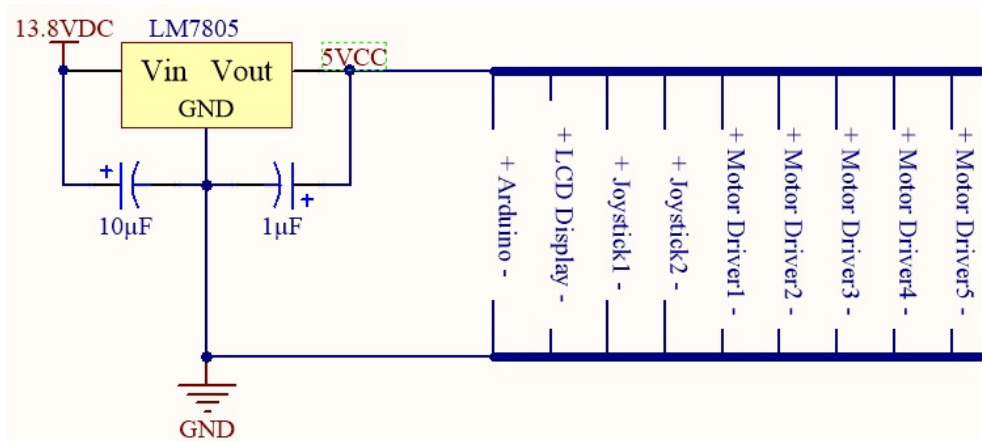 13.8VDC
LM7805
5VCC
Vin Vout
GND
+
10μF
1μF
+
+ Arduino -
+ LCD Display -
+ Joystick1 -
+ Joystick2 -
+ Motor Driver1 -
+ Motor Driver2 -
+ Motor Driver3 -
+ Motor Driver4 -
+ Motor Driver5 -
GND